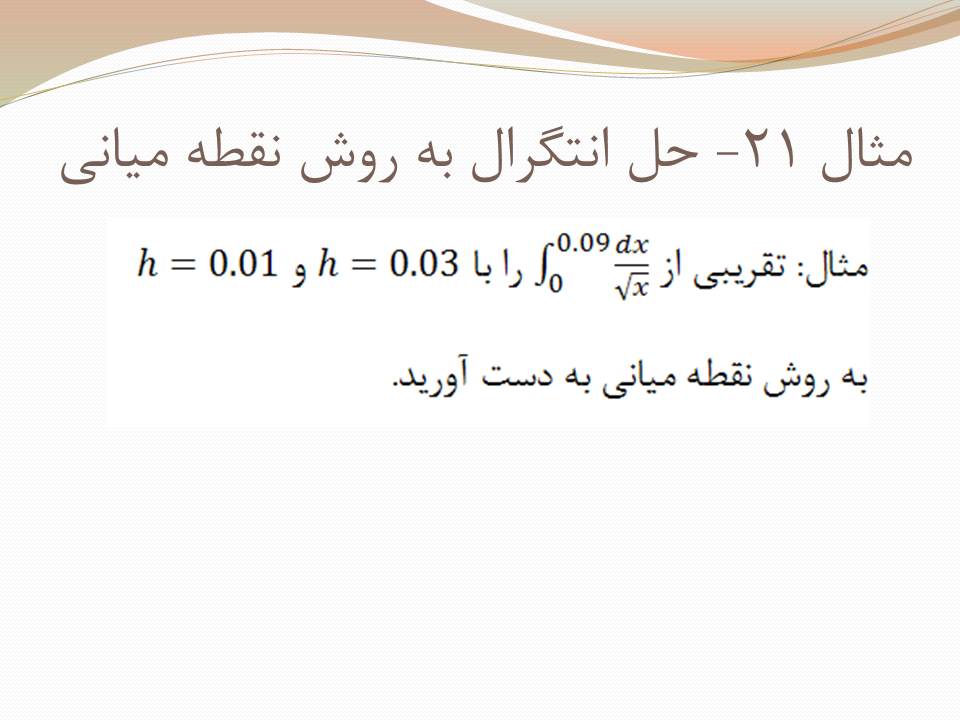 مثال ۲۱- حل انتگرال به روش نقطه میانی
مثال: تقریبی از $\int_0^{0.09} \frac{dx}{\sqrt{x}}$ را با h = 0.03 و h = 0.01
به روش نقطه میانی به دست آورید.